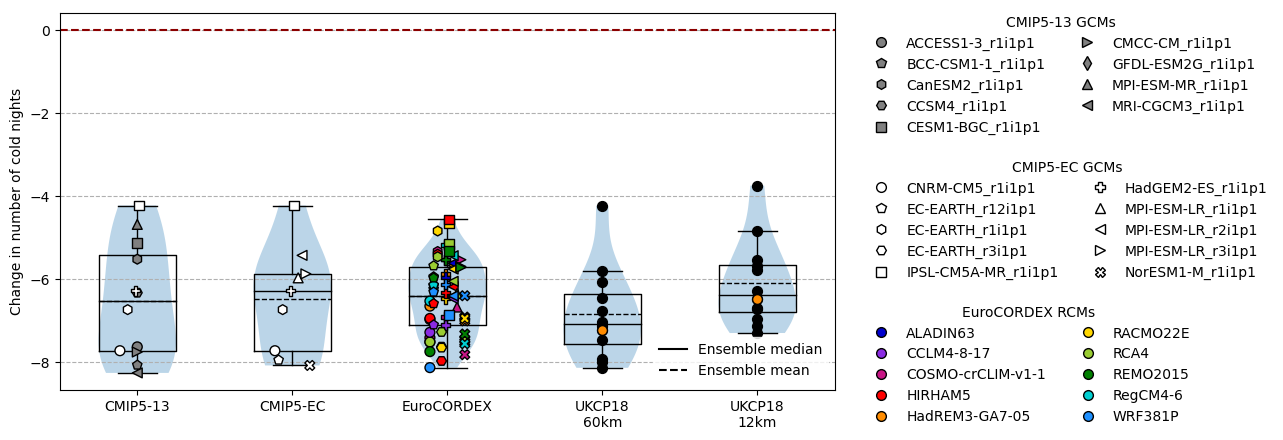 Change in number of cold nights
0
−2
−4
−6
−8
CMIP5-13
CMIP5-EC
EuroCORDEX
UKCP18
60km
UKCP18
12km
Ensemble median
Ensemble mean
CMIP5-13 GCMs
ACCESS1-3_r1i1p1
BCC-CSM1-1_r1i1p1
CanESM2_r1i1p1
CCSM4_r1i1p1
CESM1-BGC_r1i1p1
CMCC-CM_r1i1p1
GFDL-ESM2G_r1i1p1
MPI-ESM-MR_r1i1p1
MRI-CGCM3_r1i1p1
CMIP5-EC GCMs
CNRM-CM5_r1i1p1
EC-EARTH_r12i1p1
EC-EARTH_r1i1p1
EC-EARTH_r3i1p1
IPSL-CM5A-MR_r1i1p1
HadGEM2-ES_r1i1p1
MPI-ESM-LR_r1i1p1
MPI-ESM-LR_r2i1p1
MPI-ESM-LR_r3i1p1
NorESM1-M_r1i1p1
EuroCORDEX RCMs
ALADIN63
CCLM4-8-17
COSMO-crCLIM-v1-1
HIRHAM5
HadREM3-GA7-05
RACMO22E
RCA4
REMO2015
RegCM4-6
WRF381P